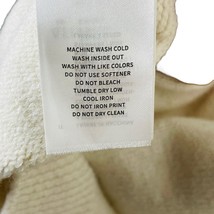 MACHINE WASH COLD
WASH INSIDE OUT
WASH WITH LIKE COLORS
DO NOT USE SOFTENER
DO NOT BLEACH
TUMBLE DRY LOW
COOL IRON
DO NOT IRON PRINT
DO NOT DRY CLEAN